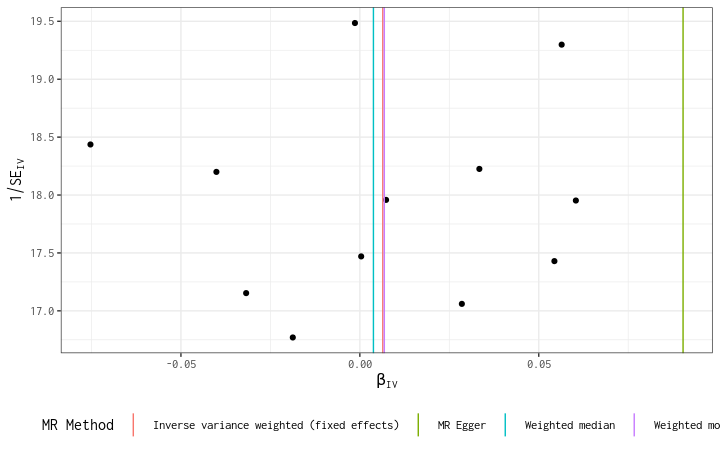 19.5
19.0
18.5
18.0
17.5
17.0
1/SE_IV
-0.05 0.00 0.05
β_IV
MR Method Inverse variance weighted (fixed effects) MR Egger Weighted median Weighted mo